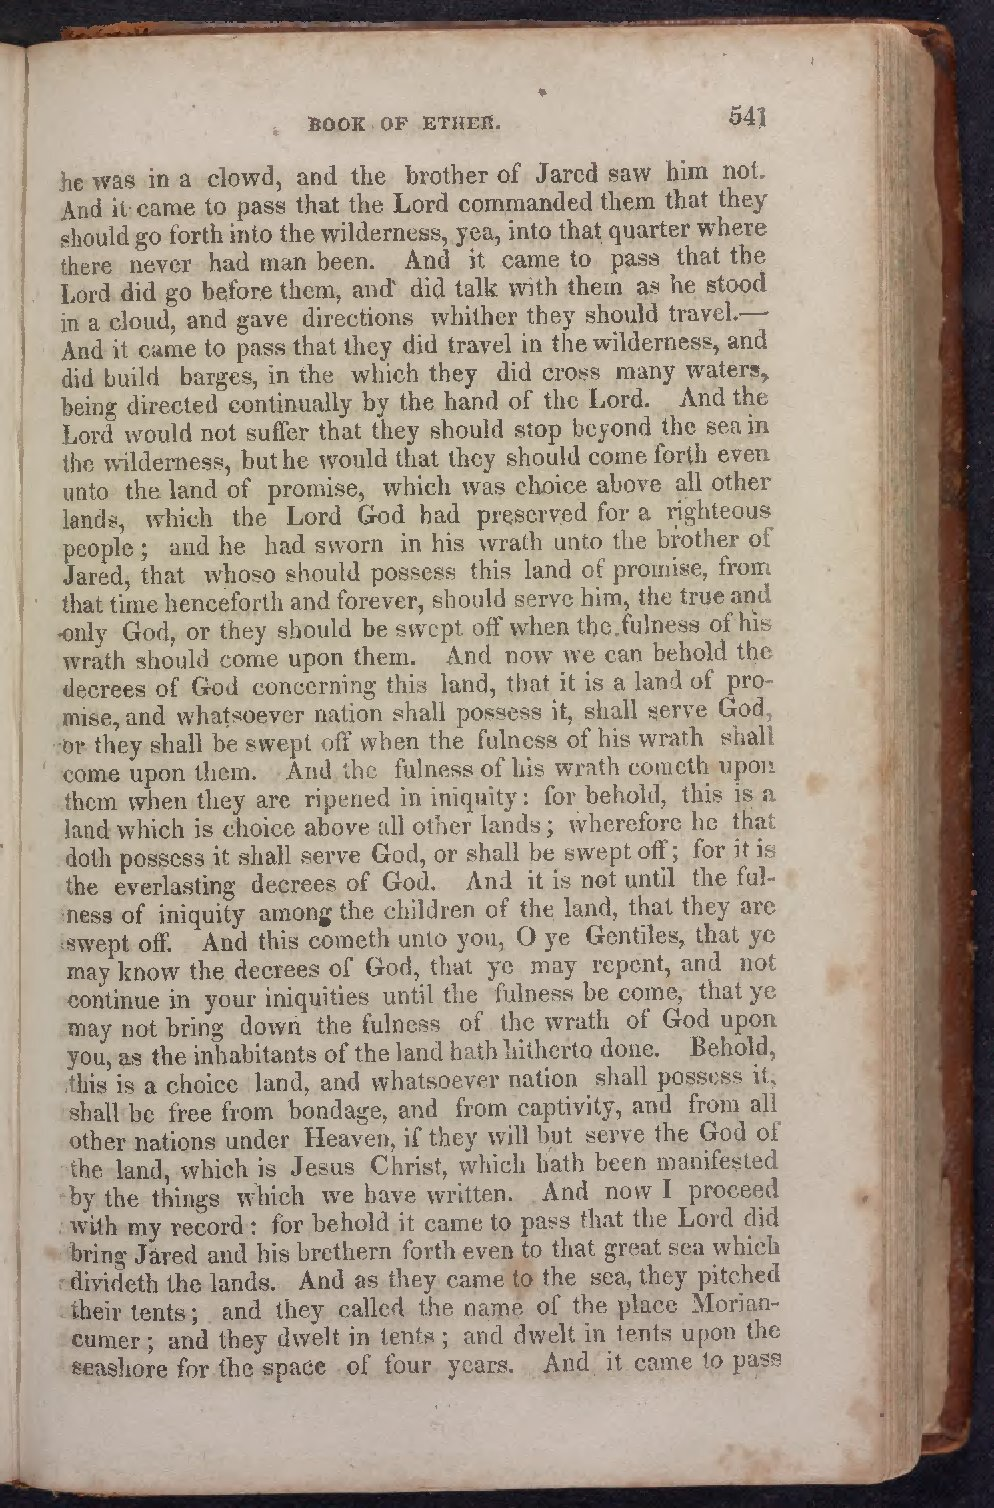 BOOK OF ETHER. 541
he was in a clowd, and the brother of Jared saw him not.
And it came to pass that the Lord commanded them that they
should go forth into the wilderness, yea, into that quarter where
there never had man been. And it came to pass that the
Lord did go before them, and did talk with them as he stood
in a cloud, and gave directions whither they should travel.—
And it came to pass that they did travel in the wilderness, and
did build barges, in the which they did cross many waters,
being directed continually by the hand of the Lord. And the
Lord would not suffer that they should stop beyond the sea in
the wilderness, but he would that they should come forth even
unto the land of promise, which was choice above all other
lands, which the Lord God had preserved for a righteous
people; and he had sworn in his wrath unto the brother of
Jared, that whoso should possess this land of promise, from
that time henceforth and forever, should serve him, the true and
only God, or they should be swept off when the fulness of his
wrath should come upon them. And now we can behold the
decrees of God concerning this land, that it is a land of pro-
mise, and whatsoever nation shall possess it, shall serve God,
or they shall be swept off when the fulness of his wrath shall
come upon them. And the fulness of his wrath cometh upon
them when they are ripened in iniquity: for behold, this is a
land which is choice above all other lands; wherefore he that
doth possess it shall serve God, or shall be swept off; for it is
the everlasting decrees of God. And it is not until the ful-
ness of iniquity among the children of the land, that they are
swept off. And this cometh unto you, O ye Gentiles, that ye
may know the decrees of God, that ye may repent, and not
continue in your iniquities until the fulness be come, that ye
may not bring down the fulness of the wrath of God upon
you, as the inhabitants of the land hath hitherto done. Behold,
this is a choice land, and whatsoever nation shall possess it,
shall be free from bondage, and from captivity, and from all
other nations under Heaven, if they will but serve the God of
the land, which is Jesus Christ, which hath been manifested
by the things which we have written. And now I proceed
with my record: for behold it came to pass that the Lord did
bring Jared and his brethern forth even to that great sea which
divideth the lands. And as they came to the sea, they pitched
their tents; and they called the name of the place Morian-
cumer; and they dwelt in tents; and dwelt in tents upon the
seashore for the space of four years. And it came to pass